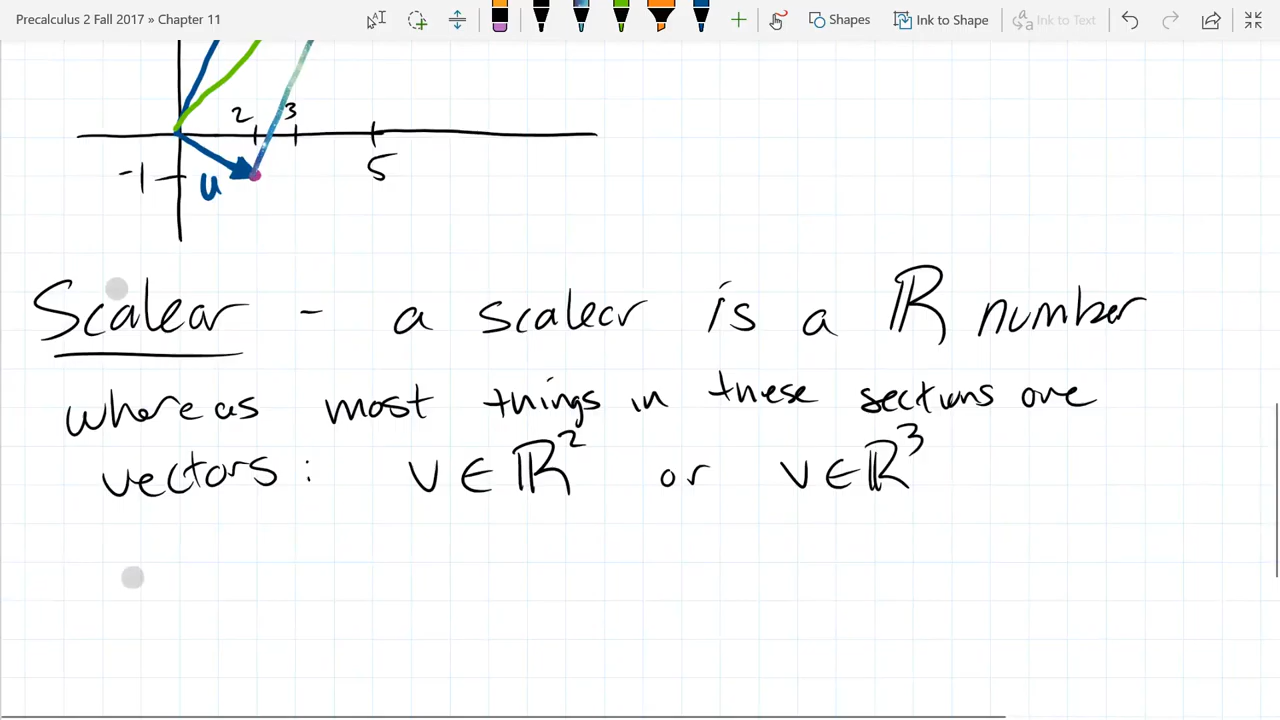 Precalculus 2 Fall 2017 » Chapter 11
Shapes
Ink to Shape
Ink to Text
2 3
-1
5
u
Scalar - a scalar is a ℝ number
whereas most things in these sections are
vectors: v∈ℝ² or v∈ℝ³